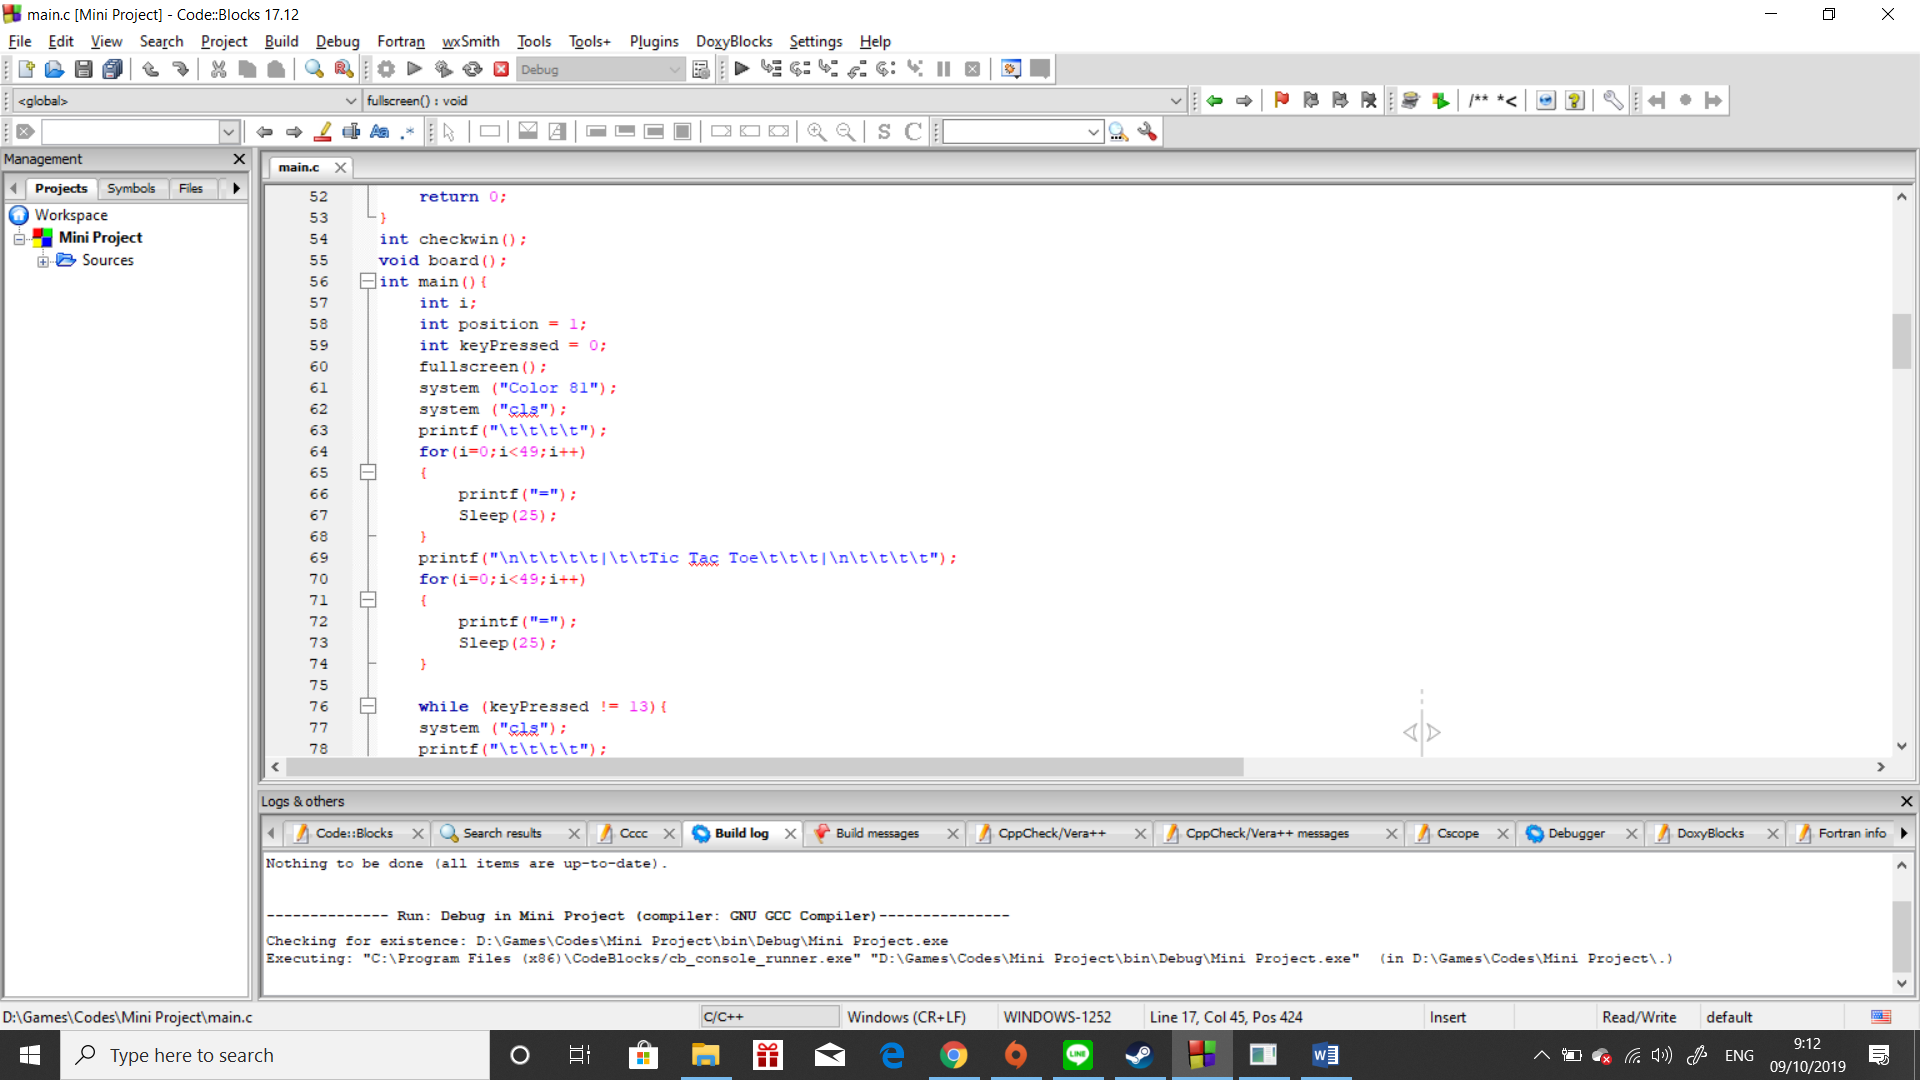 main.c [Mini Project] - Code::Blocks 17.12
File Edit View Search Project Build Debug Fortran wxSmith Tools Tools+ Plugins DoxyBlocks Settings Help
Debug
<global> fullscreen() : void
/** *<
S C
Management
main.c
Projects Symbols Files
Workspace
Mini Project
Sources
52 return 0;
53 }
54 int checkwin();
55 void board();
56 int main(){
57 int i;
58 int position = 1;
59 int keyPressed = 0;
60 fullscreen();
61 system ("Color 81");
62 system ("cls");
63 printf("\t\t\t\t");
64 for(i=0;i<49;i++)
65 {
66 printf("=");
67 Sleep(25);
68 }
69 printf("\n\t\t\t\t|\t\tTic Tac Toe\t\t\t|\n\t\t\t\t");
70 for(i=0;i<49;i++)
71 {
72 printf("=");
73 Sleep(25);
74 }
75
76 while (keyPressed != 13){
77 system ("cls");
78 printf("\t\t\t\t");
Logs & others
Code::Blocks Search results Cccc Build log Build messages CppCheck/Vera++ CppCheck/Vera++ messages Cscope Debugger DoxyBlocks Fortran info
Nothing to be done (all items are up-to-date).
-------------- Run: Debug in Mini Project (compiler: GNU GCC Compiler)---------------
Checking for existence: D:\Games\Codes\Mini Project\bin\Debug\Mini Project.exe
Executing: "C:\Program Files (x86)\CodeBlocks/cb_console_runner.exe" "D:\Games\Codes\Mini Project\bin\Debug\Mini Project.exe" (in D:\Games\Codes\Mini Project\.)
D:\Games\Codes\Mini Project\main.c C/C++ Windows (CR+LF) WINDOWS-1252 Line 17, Col 45, Pos 424 Insert Read/Write default
Type here to search
LINE
ENG
9:12
09/10/2019